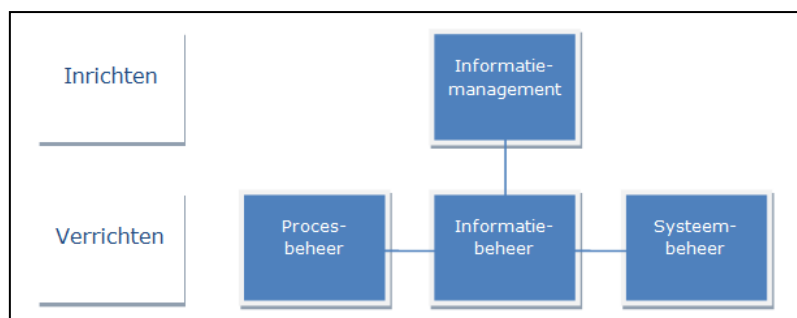 Inrichten
Informatie-
management
Verrichten
Proces-
beheer
Informatie-
beheer
Systeem-
beheer